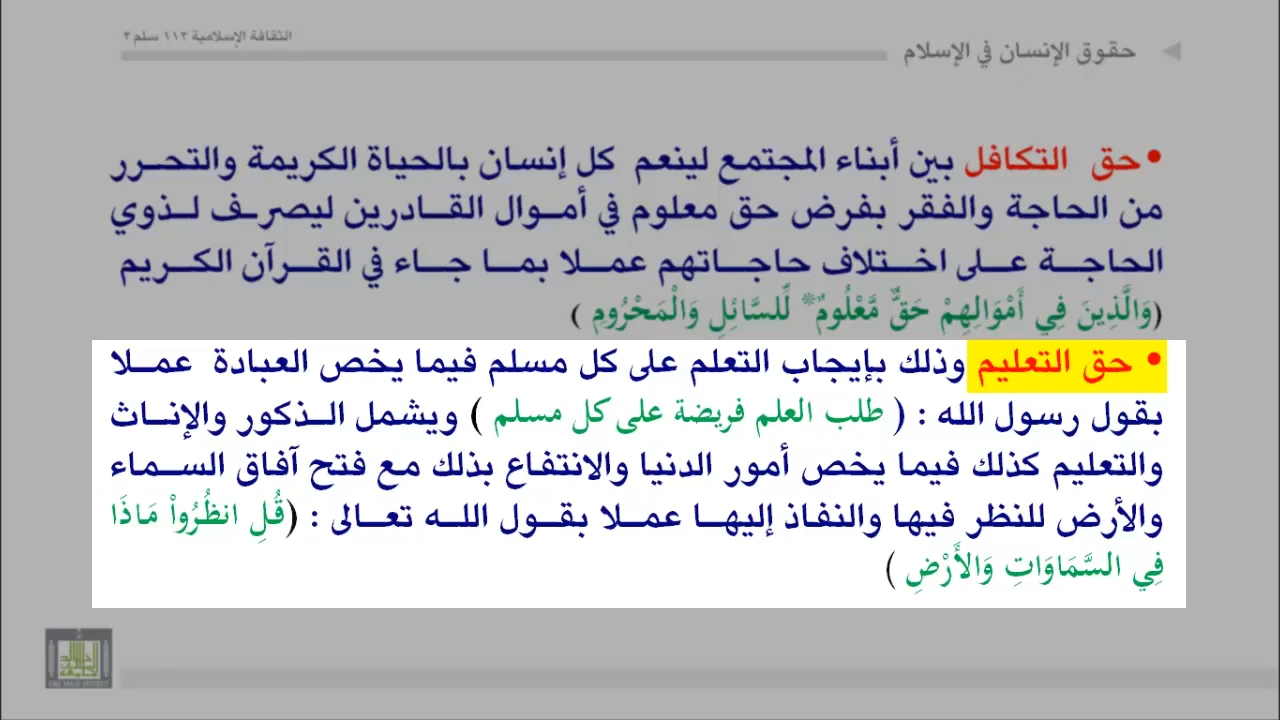 الثقافة الإسلامية ١١٣ سلم ٢
حقوق الإنسان في الإسلام
• حق التكافل بين أبناء المجتمع لينعم كل إنسان بالحياة الكريمة والتحرر
من الحاجة والفقر بفرض حق معلوم في أموال القادرين ليصرف لذوي
الحاجة على اختلاف حاجاتهم عملا بما جاء في القرآن الكريم
(وَالَّذِينَ فِي أَمْوَالِهِمْ حَقٌّ مَّعْلُومٌ * لِّلسَّائِلِ وَالْمَحْرُومِ )
• حق التعليم وذلك بإيجاب التعلم على كل مسلم فيما يخص العبادة عملا
بقول رسول الله : ( طلب العلم فريضة على كل مسلم ) ويشمل الذكور والإناث
والتعليم كذلك فيما يخص أمور الدنيا والانتفاع بذلك مع فتح آفاق السماء
والأرض للنظر فيها والنفاذ إليها عملا بقول الله تعالى : (قُلِ انظُرُواْ مَاذَا
فِي السَّمَاوَاتِ وَالأَرْضِ )